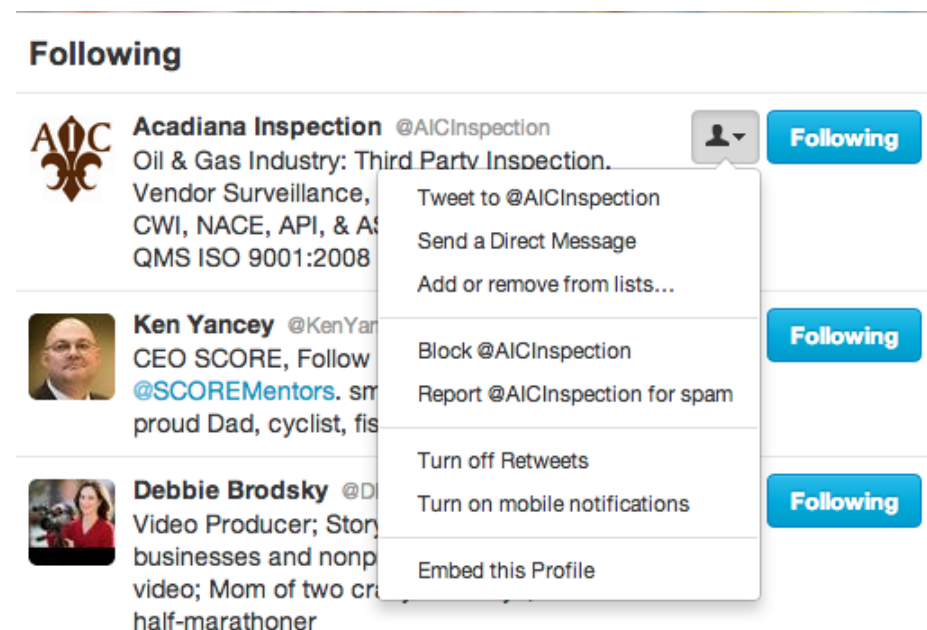 Following
AIC
Acadiana Inspection @AICInspection
Following
Oil & Gas Industry: Third Party Inspection,
Vendor Surveillance,
CWI, NACE, API, &
QMS ISO 9001:2008
Tweet to @AICInspection
Send a Direct Message
Add or remove from lists...
Block @AICInspection
Report @AICInspection for spam
Turn off Retweets
Turn on mobile notifications
Embed this Profile
Ken Yancey
Following
CEO SCORE, Follow
@SCOREMentors.
proud Dad, cyclist,
Debbie Brodsky
Following
Video Producer;
businesses and
video; Mom of two
half-marathoner